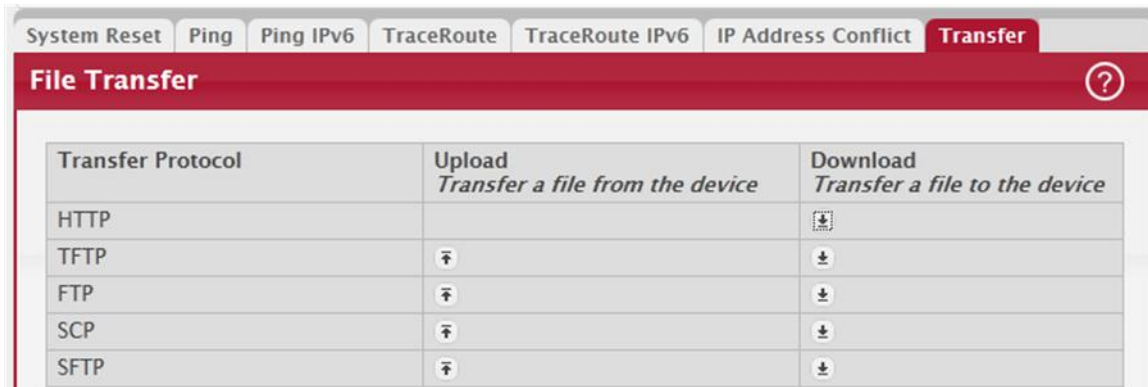 System Reset Ping Ping IPv6 TraceRoute TraceRoute IPv6 IP Address Conflict Transfer
File Transfer ?
Transfer Protocol Upload Download
Transfer a file from the device Transfer a file to the device
HTTP
TFTP
FTP
SCP
SFTP